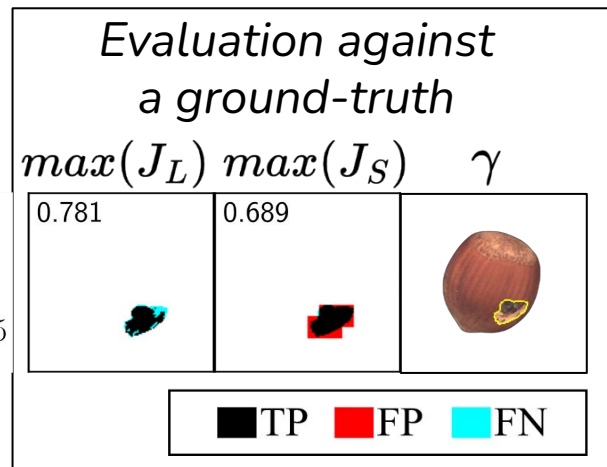 Evaluation against
a ground-truth
max(J_L) max(J_S) γ
0.781 0.689
TP FP FN